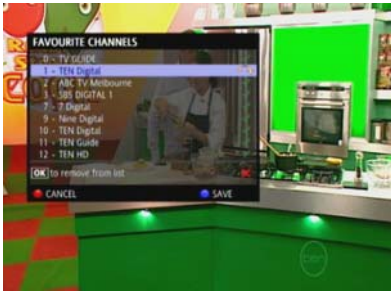 FAVOURITE CHANNELS
0 - TV GUIDE
1 - TEN Digital
2 - ABC TV Melbourne
3 - SBS DIGITAL 1
7 - 7 Digital
9 - Nine Digital
10 - TEN Digital
11 - TEN Guide
12 - TEN HD
OK to remove from list
CANCEL
SAVE
ten